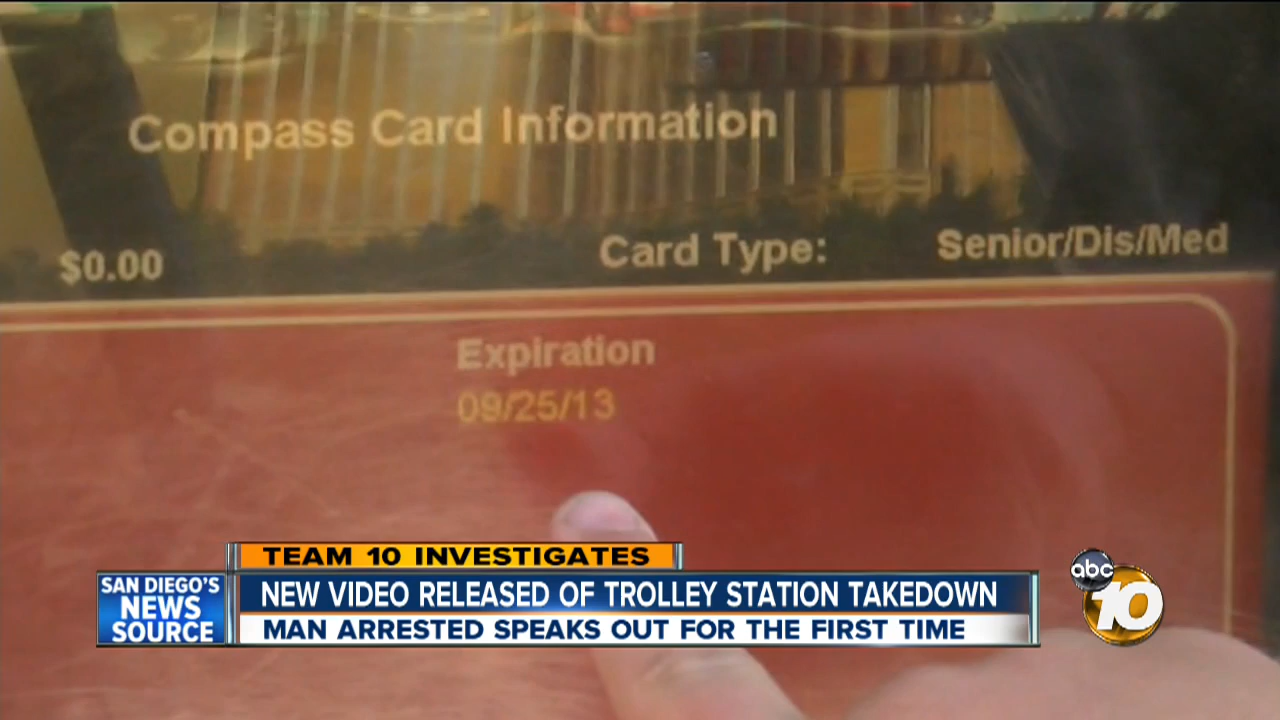 Compass Card Information
$0.00 Card Type: Senior/Dis/Med
Expiration
09/25/13
TEAM 10 INVESTIGATES
SAN DIEGO'S
NEWS
SOURCE
NEW VIDEO RELEASED OF TROLLEY STATION TAKEDOWN
MAN ARRESTED SPEAKS OUT FOR THE FIRST TIME
abc
10